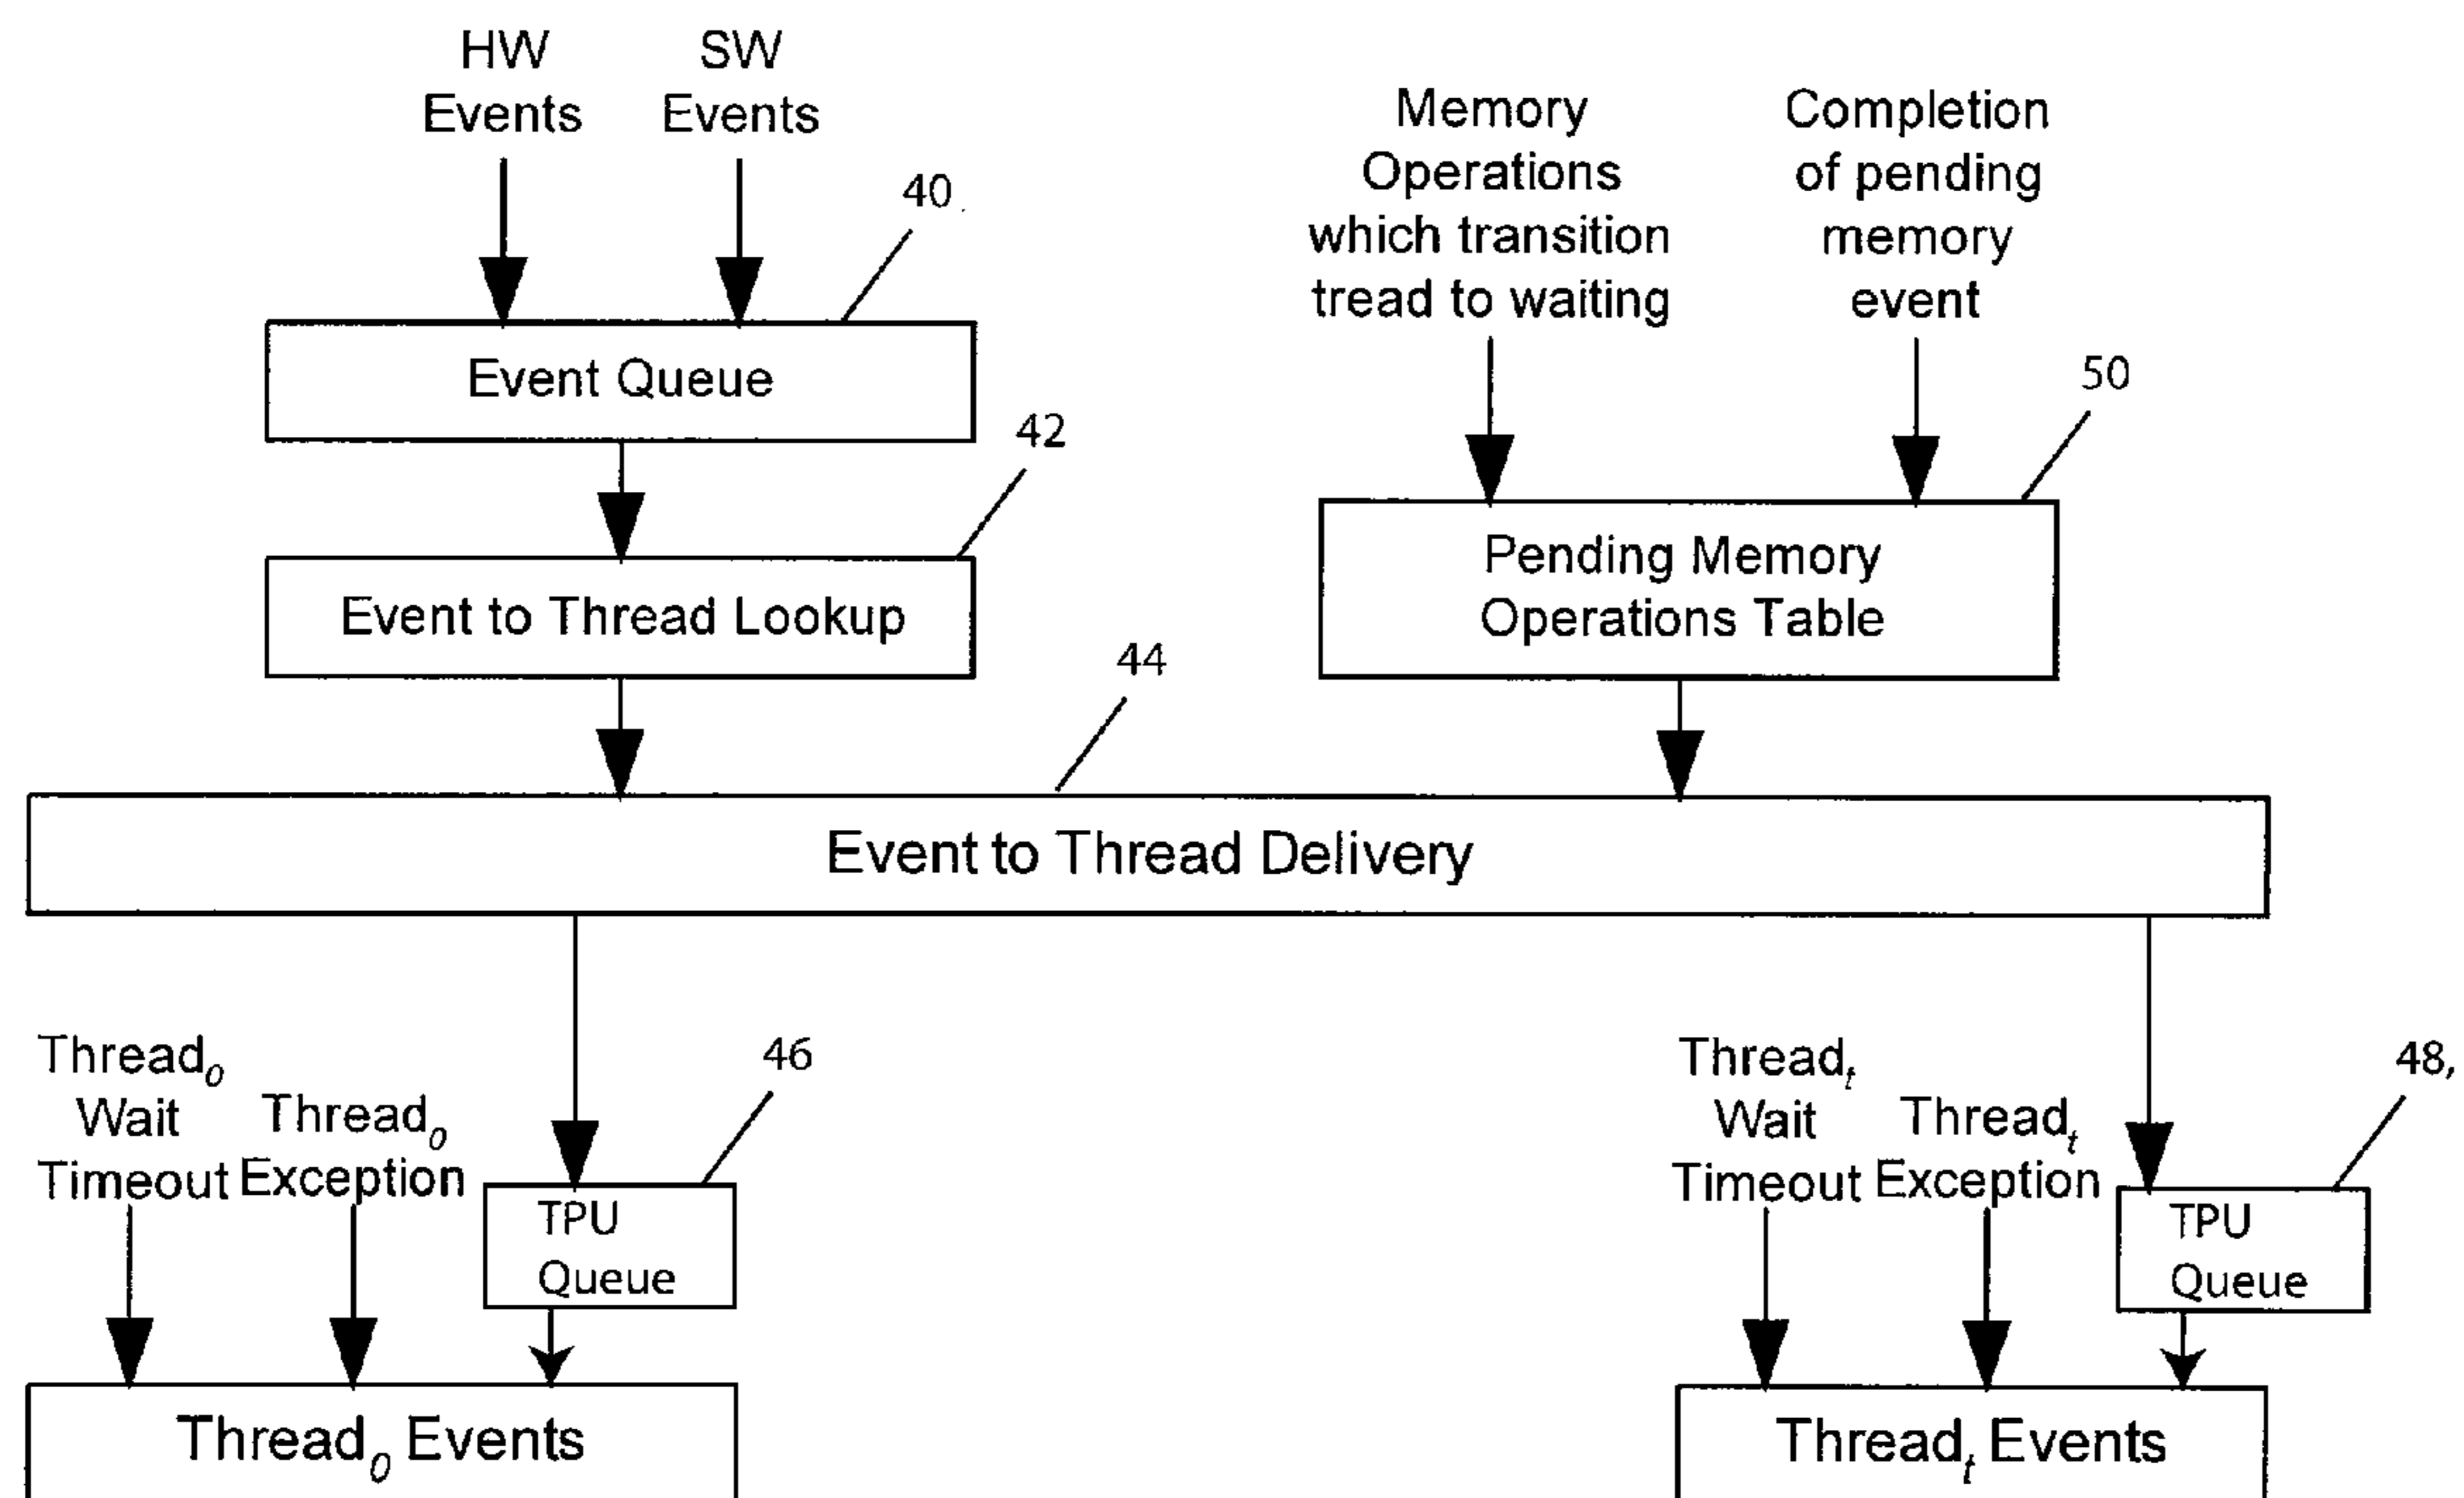 HW
Events
SW
Events
40
Memory
Operations
which transition
tread to waiting
Completion
of pending
memory
event
Event Queue
50
42
Event to Thread Lookup
Pending Memory
Operations Table
44
Event to Thread Delivery
Thread0
Wait
Timeout
Thread0
Exception
46
TPU
Queue
Threadt
Wait
Timeout
Threadt
Exception
48,
TPU
Queue
Thread0 Events
Threadt Events